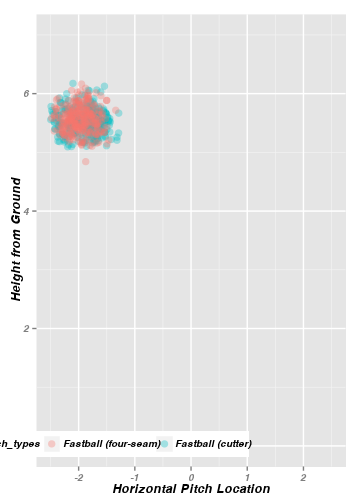 Height from Ground
6
4
2
ch_types Fastball (four-seam) Fastball (cutter)
-2 -1 0 1 2
Horizontal Pitch Location